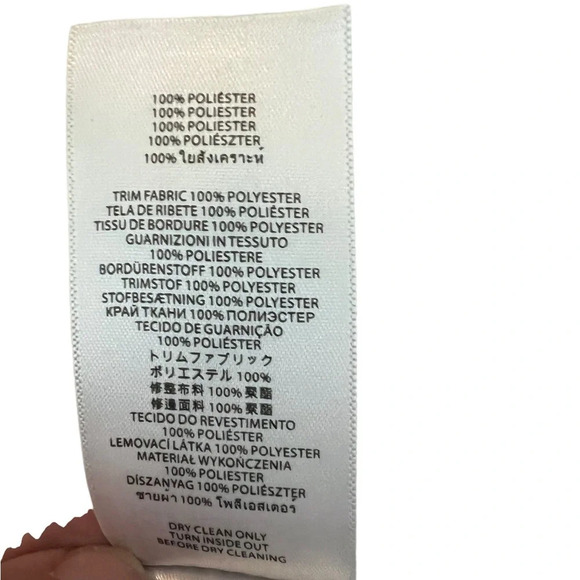 100% POLIÉSTER
100% POLIESTER
100% POLIÉSTER
100% POLIÉSZTER
100% ใยสังเคราะห์
TRIM FABRIC 100% POLYESTER
TELA DE RIBETE 100% POLIÉSTER
TISSU DE BORDURE 100% POLYESTER
GUARNIZIONI IN TESSUTO
100% POLIESTERE
BORDÜRENSTOFF 100% POLYESTER
TRIMSTOF 100% POLYESTER
STOFBESÆTNING 100% POLYESTER
КРАЙ ТКАНИ 100% ПОЛИЭСТЕР
TECIDO DE GUARNIÇÃO
100% POLIÉSTER
トリムファブリック
ポリエステル 100%
修整布料 100% 聚酯
修邊面料 100% 聚酯
TECIDO DO REVESTIMENTO
100% POLIÉSTER
LEMOVACÍ LÁTKA 100% POLYESTER
MATERIAŁ WYKOŃCZENIA
100% POLIESTER
DÍSZANYAG 100% POLIÉSZTER
ชายผ้า 100% โพลีเอสเตอร์
DRY CLEAN ONLY
TURN INSIDE OUT
BEFORE DRY CLEANING